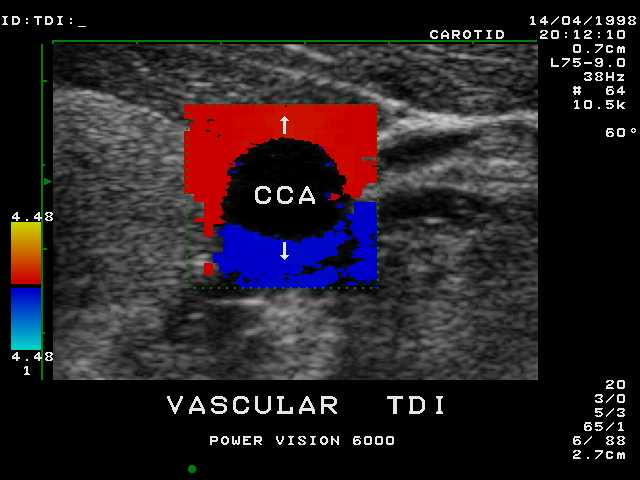 ID:TDI:_
14/04/1998
CAROTID
20:12:10
0.7cm
L75-9.0
38Hz
# 64
10.5k
60°
CCA
4.48
4.48
1
20
3/0
5/3
65/1
6/ 88
2.7cm
VASCULAR TDI
POWER VISION 6000